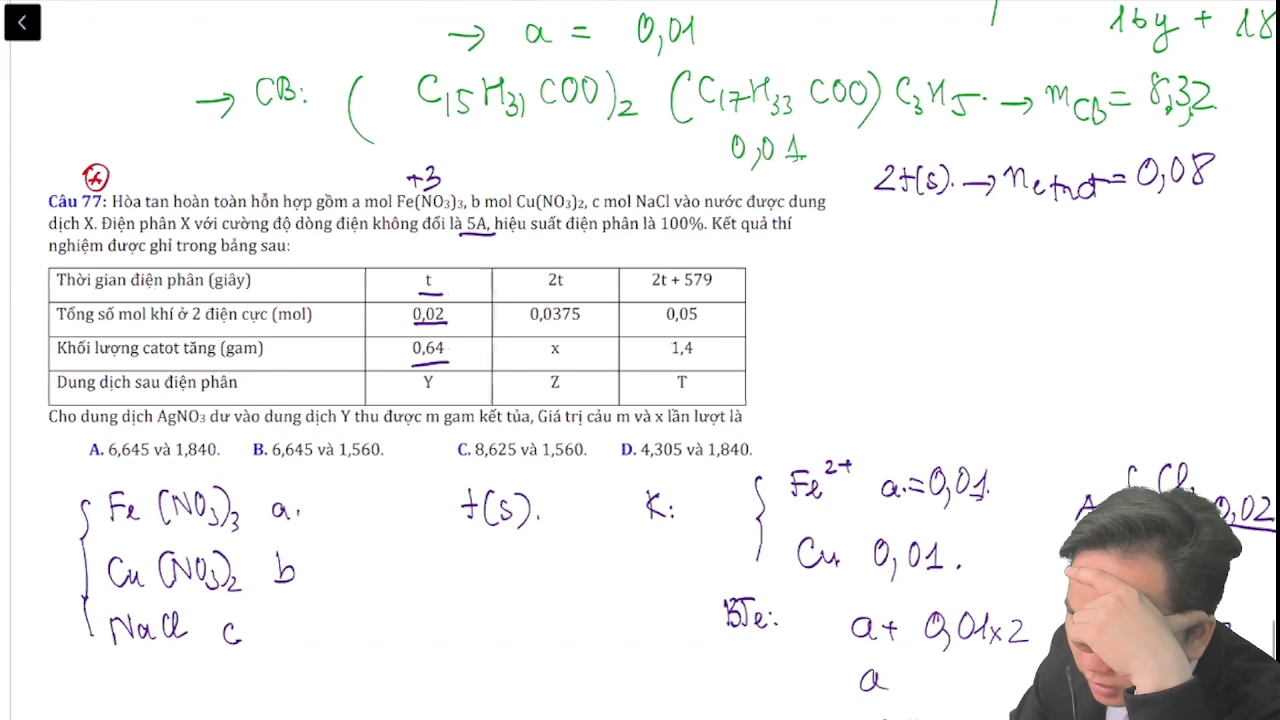 → a = 0,01
16y + 18
→ CB: (C15H31COO)2 (C17H33COO) C3H5. → mCB = 8,32
0,01
+3
2t(s). → ne trđ = 0,08
Câu 77: Hòa tan hoàn toàn hỗn hợp gồm a mol Fe(NO3)3, b mol Cu(NO3)2, c mol NaCl vào nước được dung
dịch X. Điện phân X với cường độ dòng điện không đổi là 5A, hiệu suất điện phân là 100%. Kết quả thí
nghiệm được ghi trong bảng sau:
Thời gian điện phân (giây) t 2t 2t + 579
Tổng số mol khí ở 2 điện cực (mol) 0,02 0,0375 0,05
Khối lượng catot tăng (gam) 0,64 x 1,4
Dung dịch sau điện phân Y Z T
Cho dung dịch AgNO3 dư vào dung dịch Y thu được m gam kết tủa, Giá trị cảu m và x lần lượt là
A. 6,645 và 1,840. B. 6,645 và 1,560. C. 8,625 và 1,560. D. 4,305 và 1,840.
Fe(NO3)3 a. t(s). K: Fe2+ a = 0,01. A Cl2 0,02
Cu(NO3)2 b Cu 0,01.
NaCl c BTe: a + 0,01x2
a